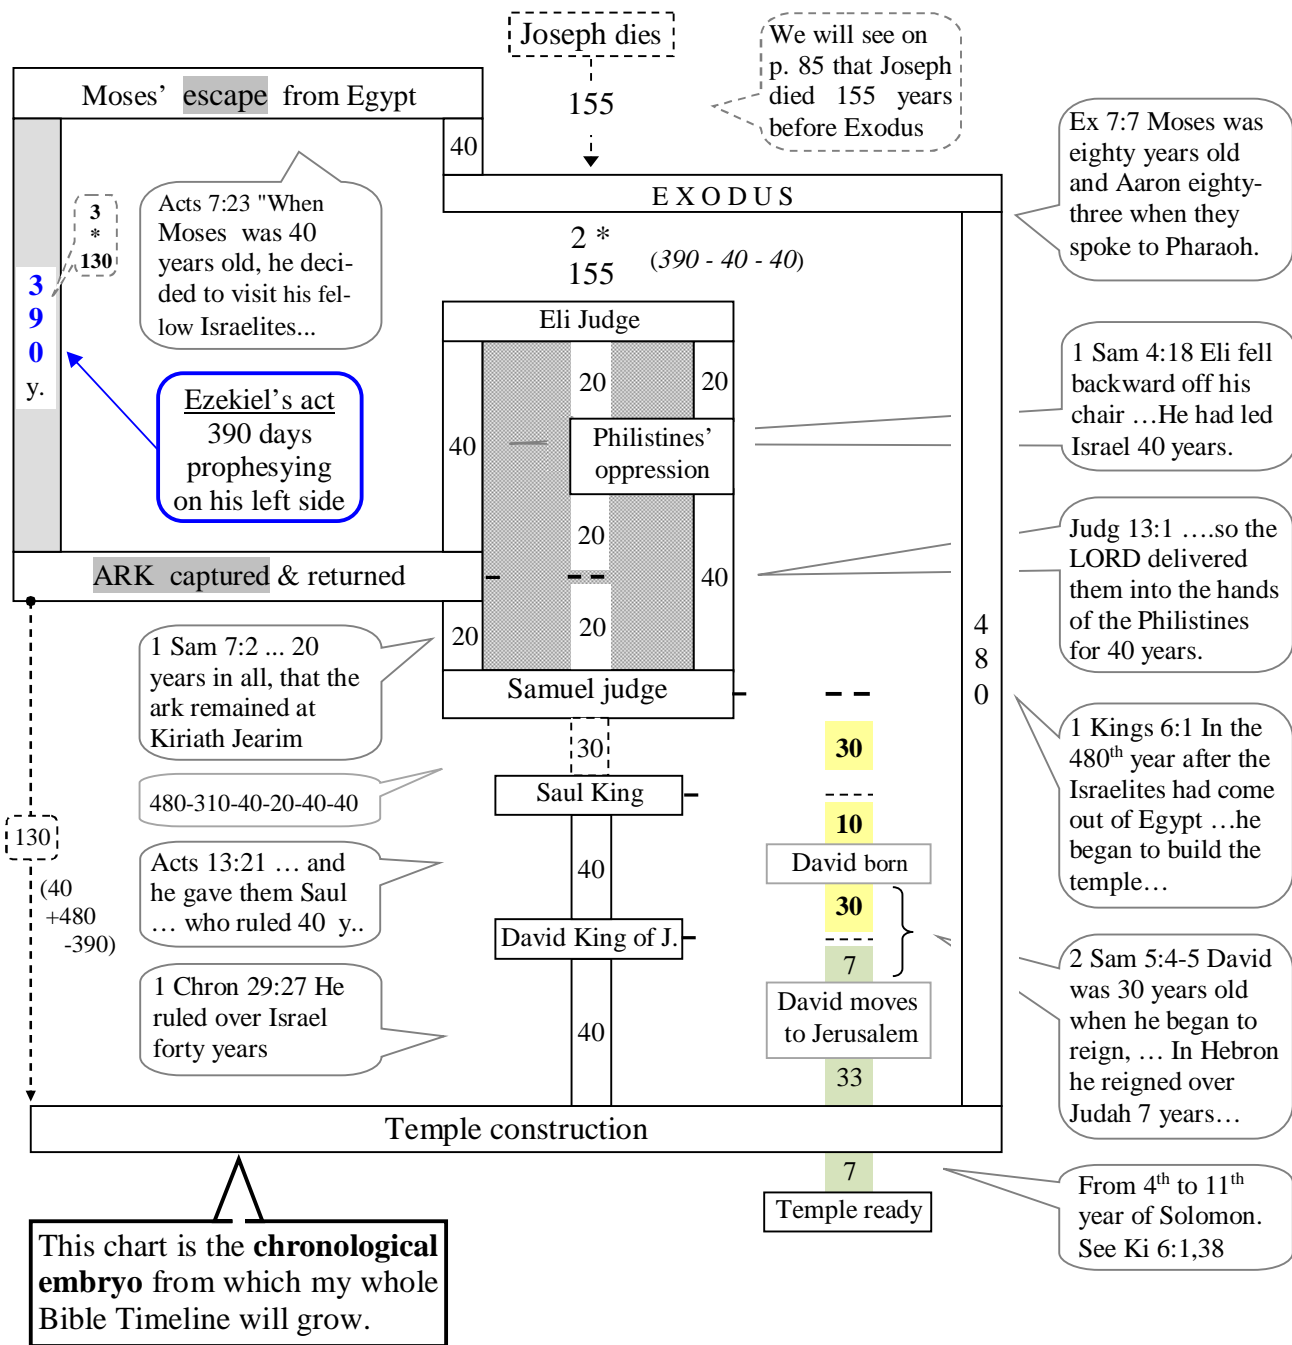 Joseph dies
155
We will see on
p. 85 that Joseph
died 155 years
before Exodus
Moses' escape from Egypt
40
EXODUS
Ex 7:7 Moses was
eighty years old
and Aaron eighty-
three when they
spoke to Pharaoh.
3
*
130
Acts 7:23 "When
Moses was 40
years old, he deci-
ded to visit his fel-
low Israelites...
2 *
155
(390 - 40 - 40)
3
9
0
y.
Ezekiel's act
390 days
prophesying
on his left side
Eli Judge
20
20
40
Philistines'
oppression
20
40
1 Sam 4:18 Eli fell
backward off his
chair …He had led
Israel 40 years.
Judg 13:1 ….so the
LORD delivered
them into the hands
of the Philistines
for 40 years.
ARK captured & returned
20
20
4
8
0
1 Sam 7:2 ... 20
years in all, that the
ark remained at
Kiriath Jearim
Samuel judge
30
30
480-310-40-20-40-40
Saul King
10
1 Kings 6:1 In the
480th year after the
Israelites had come
out of Egypt …he
began to build the
temple…
130
(40
+480
-390)
Acts 13:21 … and
he gave them Saul
… who ruled 40 y..
40
David born
30
David King of J.
7
1 Chron 29:27 He
ruled over Israel
forty years
40
David moves
to Jerusalem
33
2 Sam 5:4-5 David
was 30 years old
when he began to
reign, … In Hebron
he reigned over
Judah 7 years…
Temple construction
7
Temple ready
From 4th to 11th
year of Solomon.
See Ki 6:1,38
This chart is the chronological
embryo from which my whole
Bible Timeline will grow.